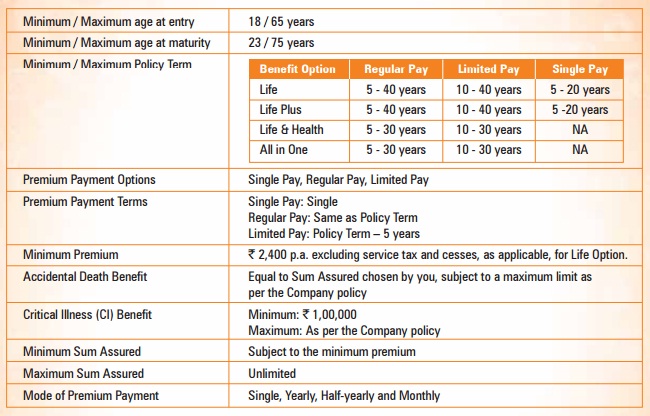 Minimum / Maximum age at entry 18 / 65 years
Minimum / Maximum age at maturity 23 / 75 years
Minimum / Maximum Policy Term
Benefit Option Regular Pay Limited Pay Single Pay
Life 5 - 40 years 10 - 40 years 5 - 20 years
Life Plus 5 - 40 years 10 - 40 years 5 -20 years
Life & Health 5 - 30 years 10 - 30 years NA
All in One 5 - 30 years 10 - 30 years NA
Premium Payment Options Single Pay, Regular Pay, Limited Pay
Premium Payment Terms Single Pay: Single
Regular Pay: Same as Policy Term
Limited Pay: Policy Term – 5 years
Minimum Premium ₹ 2,400 p.a. excluding service tax and cesses, as applicable, for Life Option.
Accidental Death Benefit Equal to Sum Assured chosen by you, subject to a maximum limit as
per the Company policy
Critical Illness (CI) Benefit Minimum: ₹ 1,00,000
Maximum: As per the Company policy
Minimum Sum Assured Subject to the minimum premium
Maximum Sum Assured Unlimited
Mode of Premium Payment Single, Yearly, Half-yearly and Monthly